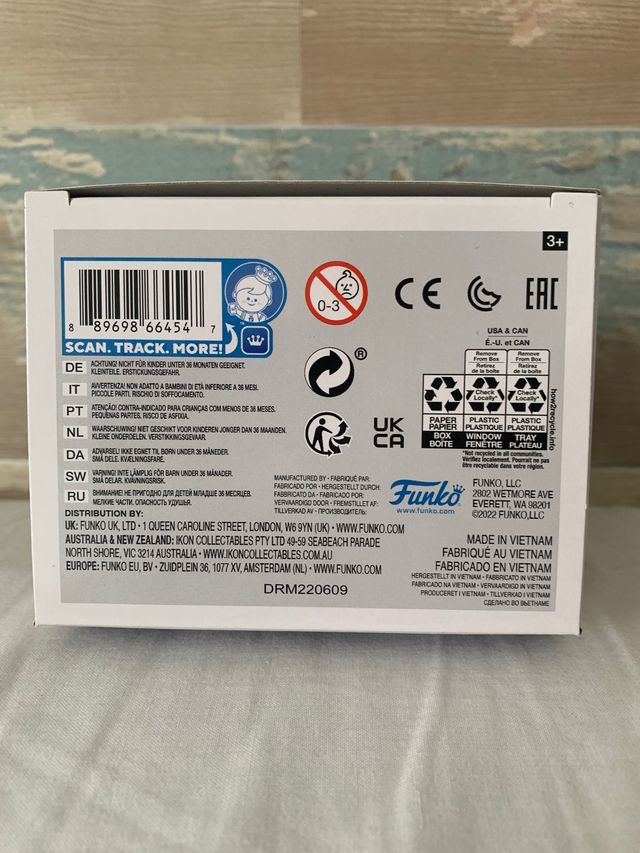 3+
8 89698 66454 7
SCAN. TRACK. MORE!
0-3
®
CE
EAC
UK
CA
USA & CAN
É.-U. et CAN
Remove From Box
Retirez de la boîte
Remove From Box
Retirez de la boîte
Check Locally*
Check Locally*
PAPER
PAPIER
PLASTIC
PLASTIQUE
PLASTIC
PLASTIQUE
BOX
BOÎTE
WINDOW
FENÊTRE
TRAY
PLATEAU
*Not recycled in all communities.
Vérifiez localement. Pourrait ne pas
être recyclable dans votre région.
how2recycle.info
DE ACHTUNG! NICHT FÜR KINDER UNTER 36 MONATEN GEEIGNET.
KLEINTEILE. ERSTICKUNGSGEFAHR.
IT AVVERTENZA! NON ADATTO A BAMBINI DI ETÀ INFERIORE A 36 MESI.
PICCOLE PARTI. RISCHIO DI SOFFOCAMENTO.
PT ATENÇÃO! CONTRA-INDICADO PARA CRIANÇAS COM MENOS DE 36 MESES.
PEQUENAS PARTES. RISCO DE ASFIXIA.
NL WAARSCHUWING! NIET GESCHIKT VOOR KINDEREN JONGER DAN 36 MAANDEN.
KLEINE ONDERDELEN. VERSTIKKINGSGEVAAR.
DA ADVARSEL! IKKE EGNET TIL BØRN UNDER 36 MÅNEDER.
SMÅ DELE. KVÆLNINGSFARE.
SW VARNING! INTE LÄMPLIG FÖR BARN UNDER 36 MÅNADER.
SMÅ DELAR. KVÄVNINGSRISK.
RU ВНИМАНИЕ! НЕ ПРИГОДНО ДЛЯ ДЕТЕЙ МЛАДШЕ 36 МЕСЯЦЕВ.
МЕЛКИЕ ЧАСТИ. ОПАСНОСТЬ УДУШЬЯ.
MANUFACTURED BY · FABRIQUÉ PAR:
FABRICADO POR · HERGESTELLT DURCH:
FABBRICATO DA · FABRICADO POR:
VERVAARDIGD DOOR · FREMSTILLET AF:
TILLVERKAD AV · ПРОИЗВОДИТЕЛЬ:
Funko
www.funko.com
FUNKO, LLC
2802 WETMORE AVE
EVERETT, WA 98201
©2022 FUNKO,LLC
DISTRIBUTION BY:
UK: FUNKO UK, LTD · 1 QUEEN CAROLINE STREET, LONDON, W6 9YN (UK) · WWW.FUNKO.COM
AUSTRALIA & NEW ZEALAND: IKON COLLECTABLES PTY LTD 49-59 SEABEACH PARADE
NORTH SHORE, VIC 3214 AUSTRALIA · WWW.IKONCOLLECTABLES.COM.AU
EUROPE: FUNKO EU, BV · ZUIDPLEIN 36, 1077 XV, AMSTERDAM (NL) · WWW.FUNKO.COM
DRM220609
MADE IN VIETNAM
FABRIQUÉ AU VIETNAM
FABRICADO EN VIETNAM
HERGESTELLT IN VIETNAM · FABBRICATO IN VIETNAM
FABRICADO NA VIETNAM · VERVAARDIGD IN VIETNAM
PRODUCERET I VIETNAM · TILLVERKAD I VIETNAM
СДЕЛАНО ВО ВЬЕТНАМЕ